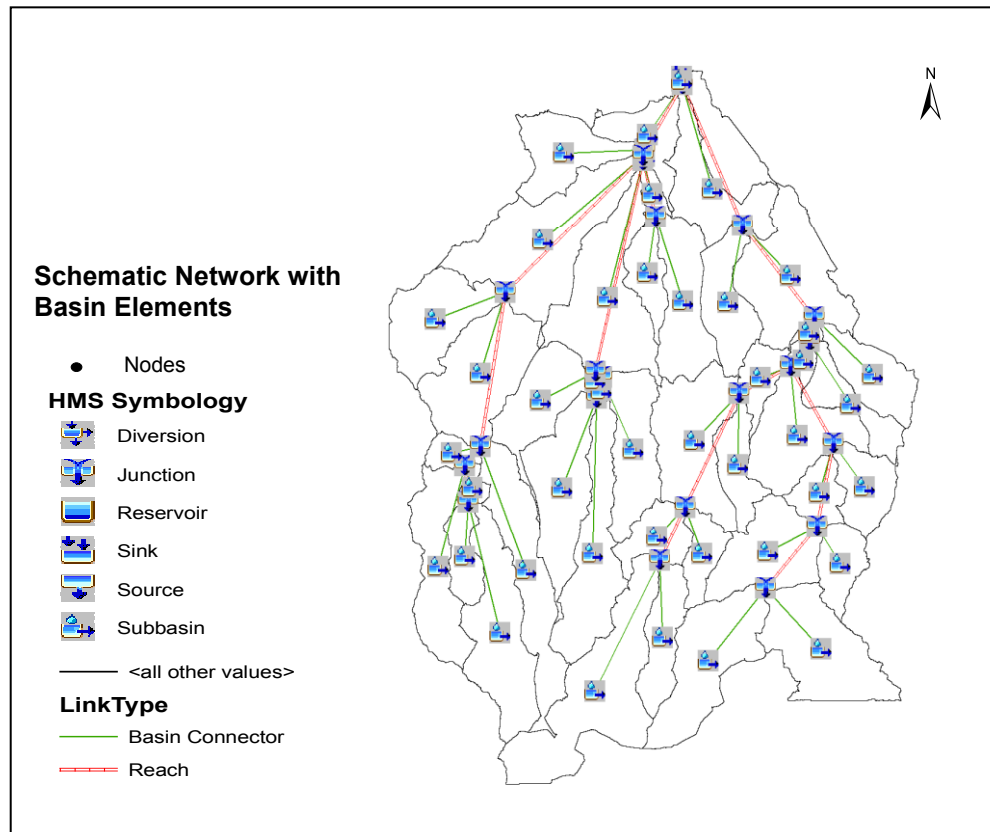 N
Schematic Network with
Basin Elements
Nodes
HMS Symbology
Diversion
Junction
Reservoir
Sink
Source
Subbasin
<all other values>
LinkType
Basin Connector
Reach